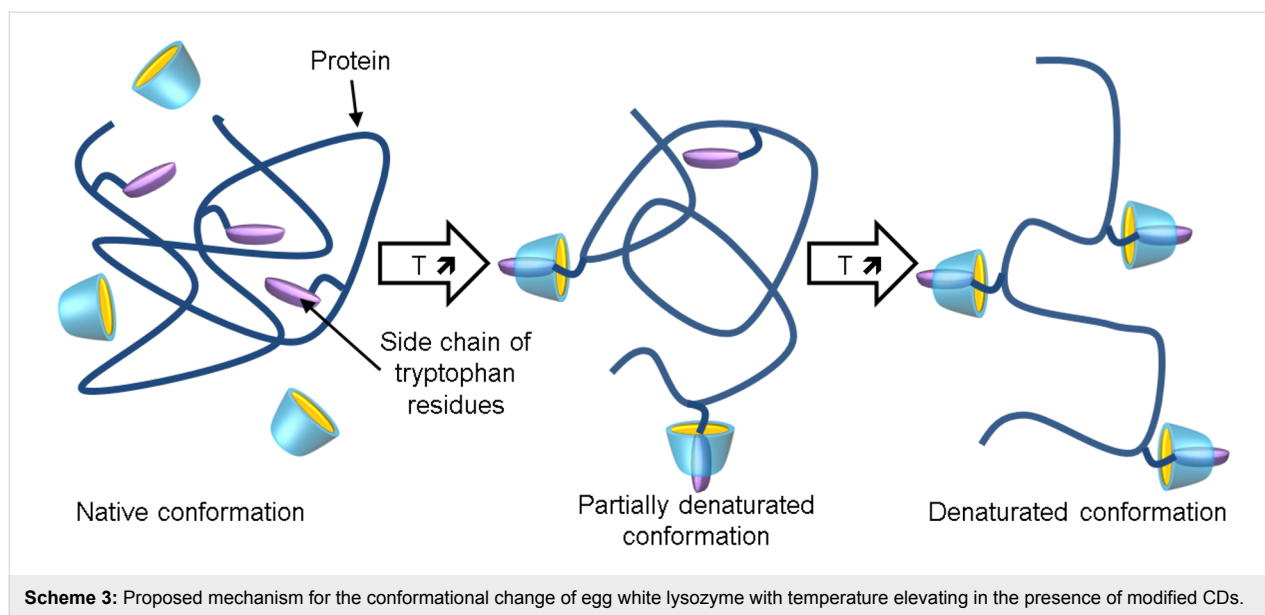 Protein
T ↗
T ↗
Side chain of
tryptophan
residues
Native conformation
Partially denaturated
conformation
Denaturated conformation
Scheme 3: Proposed mechanism for the conformational change of egg white lysozyme with temperature elevating in the presence of modified CDs.